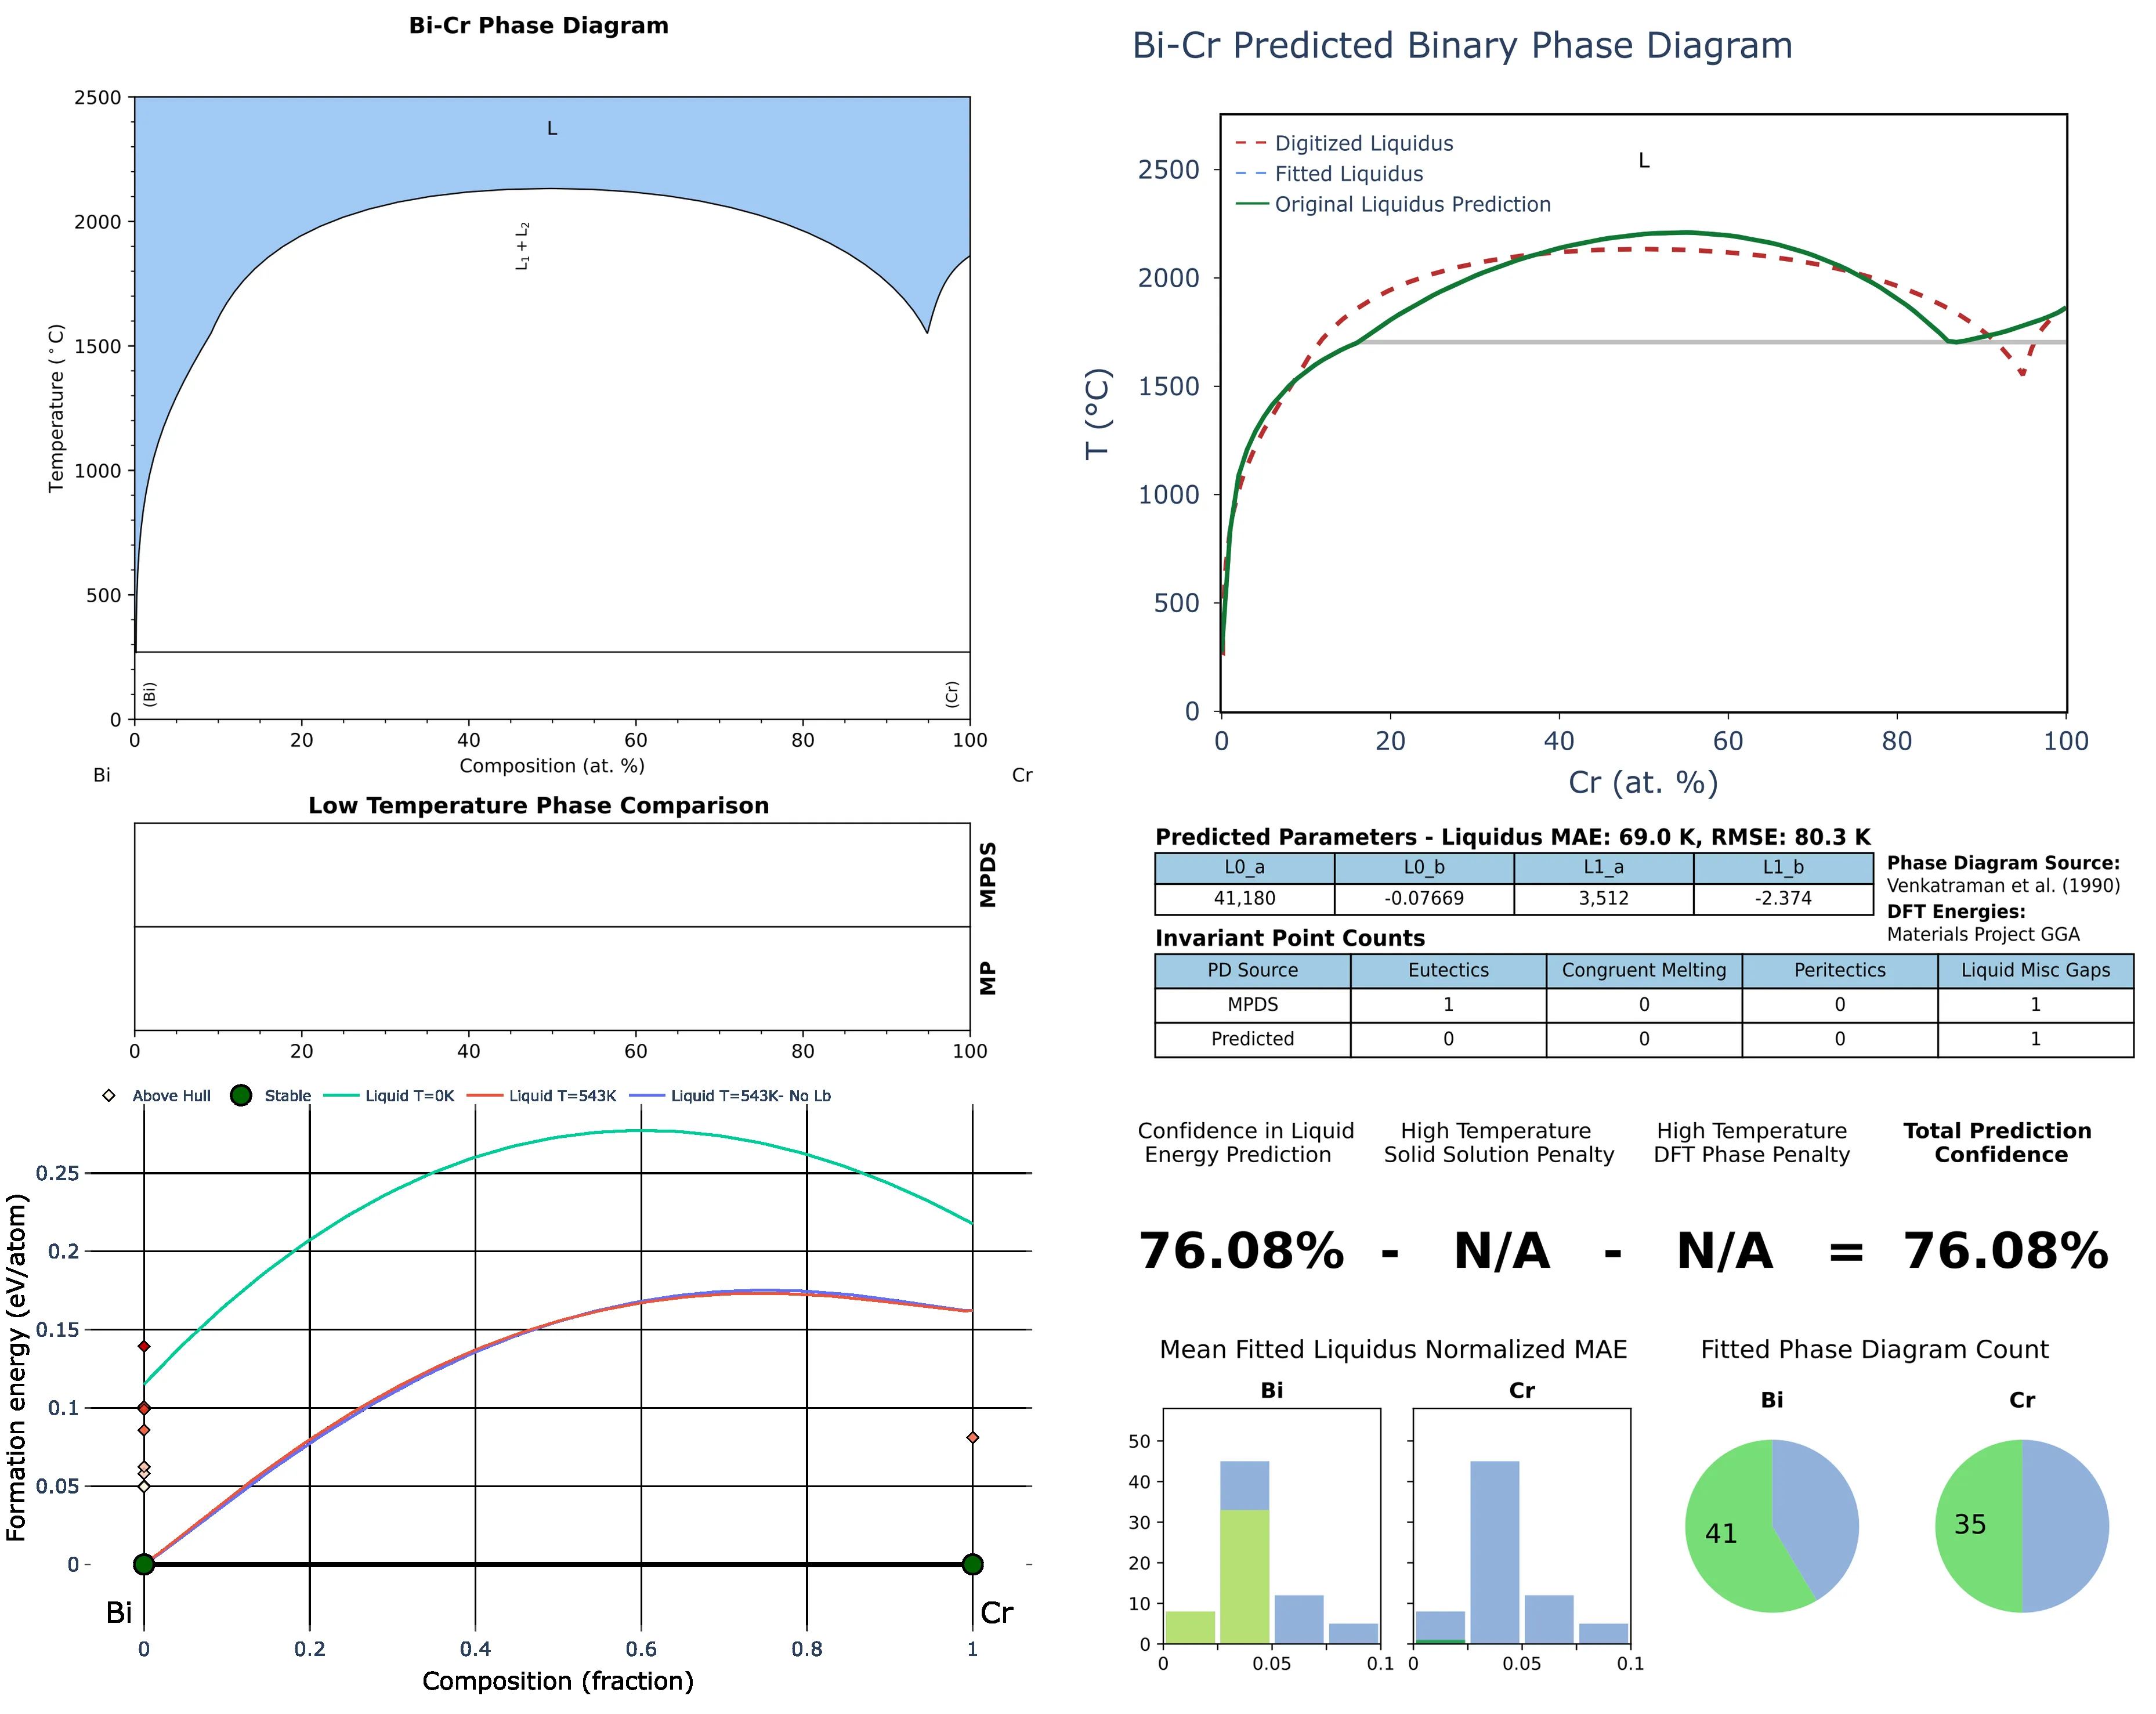 Bi-Cr Phase Diagram
2500
2000
1500
1000
500
0
Temperature (°C)
L
L₁ + L₂
(Bi)
(Cr)
0 20 40 60 80 100
Composition (at. %)
Bi Cr
Bi-Cr Predicted Binary Phase Diagram
Digitized Liquidus
Fitted Liquidus
Original Liquidus Prediction
L
2500
2000
1500
1000
500
0
T (°C)
0 20 40 60 80 100
Cr (at. %)
Low Temperature Phase Comparison
MPDS
MP
0 20 40 60 80 100
Predicted Parameters - Liquidus MAE: 69.0 K, RMSE: 80.3 K
L0_a L0_b L1_a L1_b
41,180 -0.07669 3,512 -2.374
Phase Diagram Source:
Venkatraman et al. (1990)
DFT Energies:
Materials Project GGA
Invariant Point Counts
PD Source Eutectics Congruent Melting Peritectics Liquid Misc Gaps
MPDS 1 0 0 1
Predicted 0 0 0 1
Above Hull Stable Liquid T=0K Liquid T=543K Liquid T=543K- No Lb
0.25
0.2
0.15
0.1
0.05
0
Formation energy (eV/atom)
Bi Cr
0 0.2 0.4 0.6 0.8 1
Composition (fraction)
Confidence in Liquid
Energy Prediction
High Temperature
Solid Solution Penalty
High Temperature
DFT Phase Penalty
Total Prediction
Confidence
76.08% - N/A - N/A = 76.08%
Mean Fitted Liquidus Normalized MAE
Bi Cr
50
40
30
20
10
0
0 0.05 0.1
0 0.05 0.1
Fitted Phase Diagram Count
Bi Cr
41 35